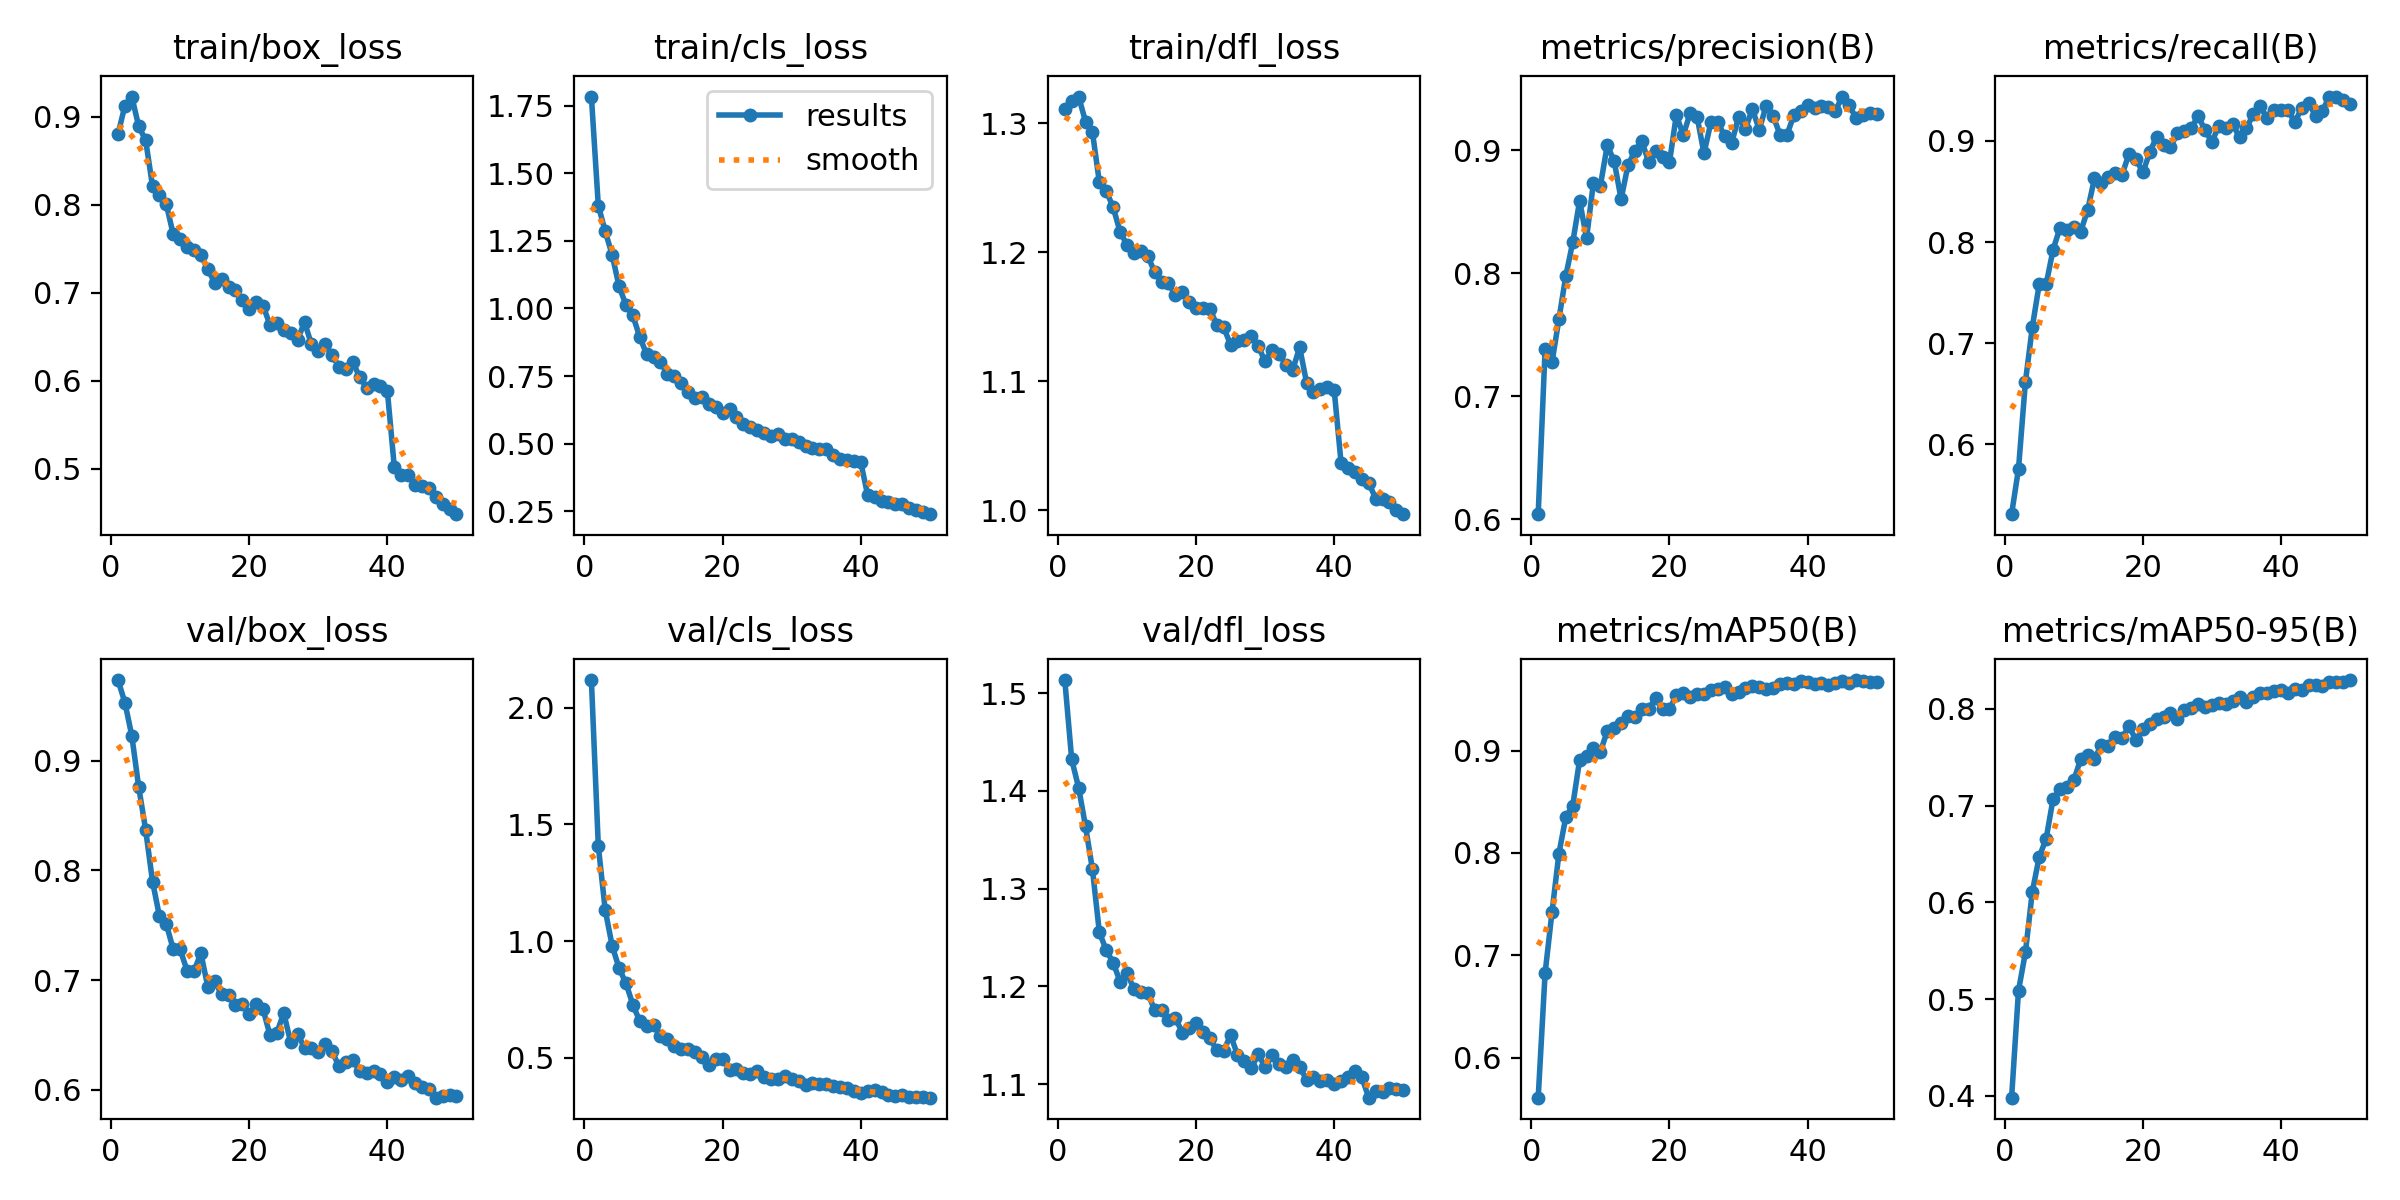 train/box_loss
0.9
0.8
0.7
0.6
0.5
0 20 40
train/cls_loss
results
smooth
1.75
1.50
1.25
1.00
0.75
0.50
0.25
0 20 40
train/dfl_loss
1.3
1.2
1.1
1.0
0 20 40
metrics/precision(B)
0.9
0.8
0.7
0.6
0 20 40
metrics/recall(B)
0.9
0.8
0.7
0.6
0 20 40
val/box_loss
0.9
0.8
0.7
0.6
0 20 40
val/cls_loss
2.0
1.5
1.0
0.5
0 20 40
val/dfl_loss
1.5
1.4
1.3
1.2
1.1
0 20 40
metrics/mAP50(B)
0.9
0.8
0.7
0.6
0 20 40
metrics/mAP50-95(B)
0.8
0.7
0.6
0.5
0.4
0 20 40